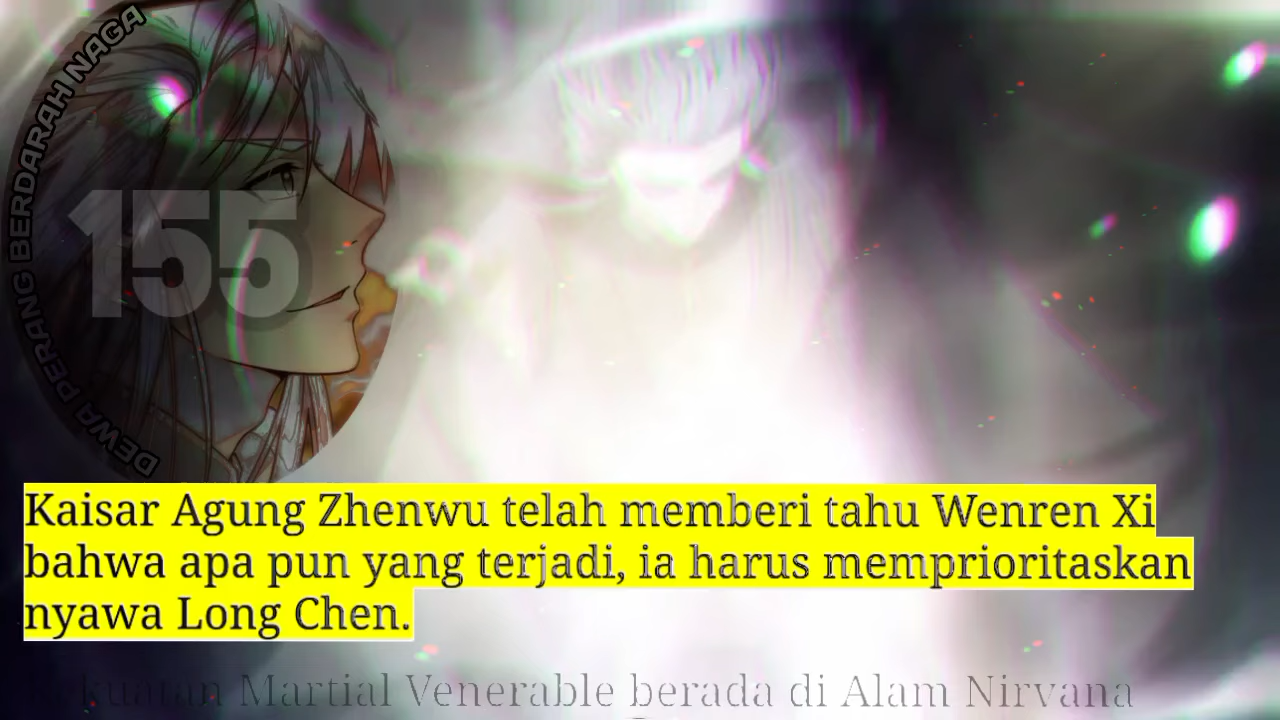 DEWA PERANG BERDARAH NAGA
155
Kaisar Agung Zhenwu telah memberi tahu Wenren Xi
bahwa apa pun yang terjadi, ia harus memprioritaskan
nyawa Long Chen.
Martial Venerable berada di Alam Nirvana